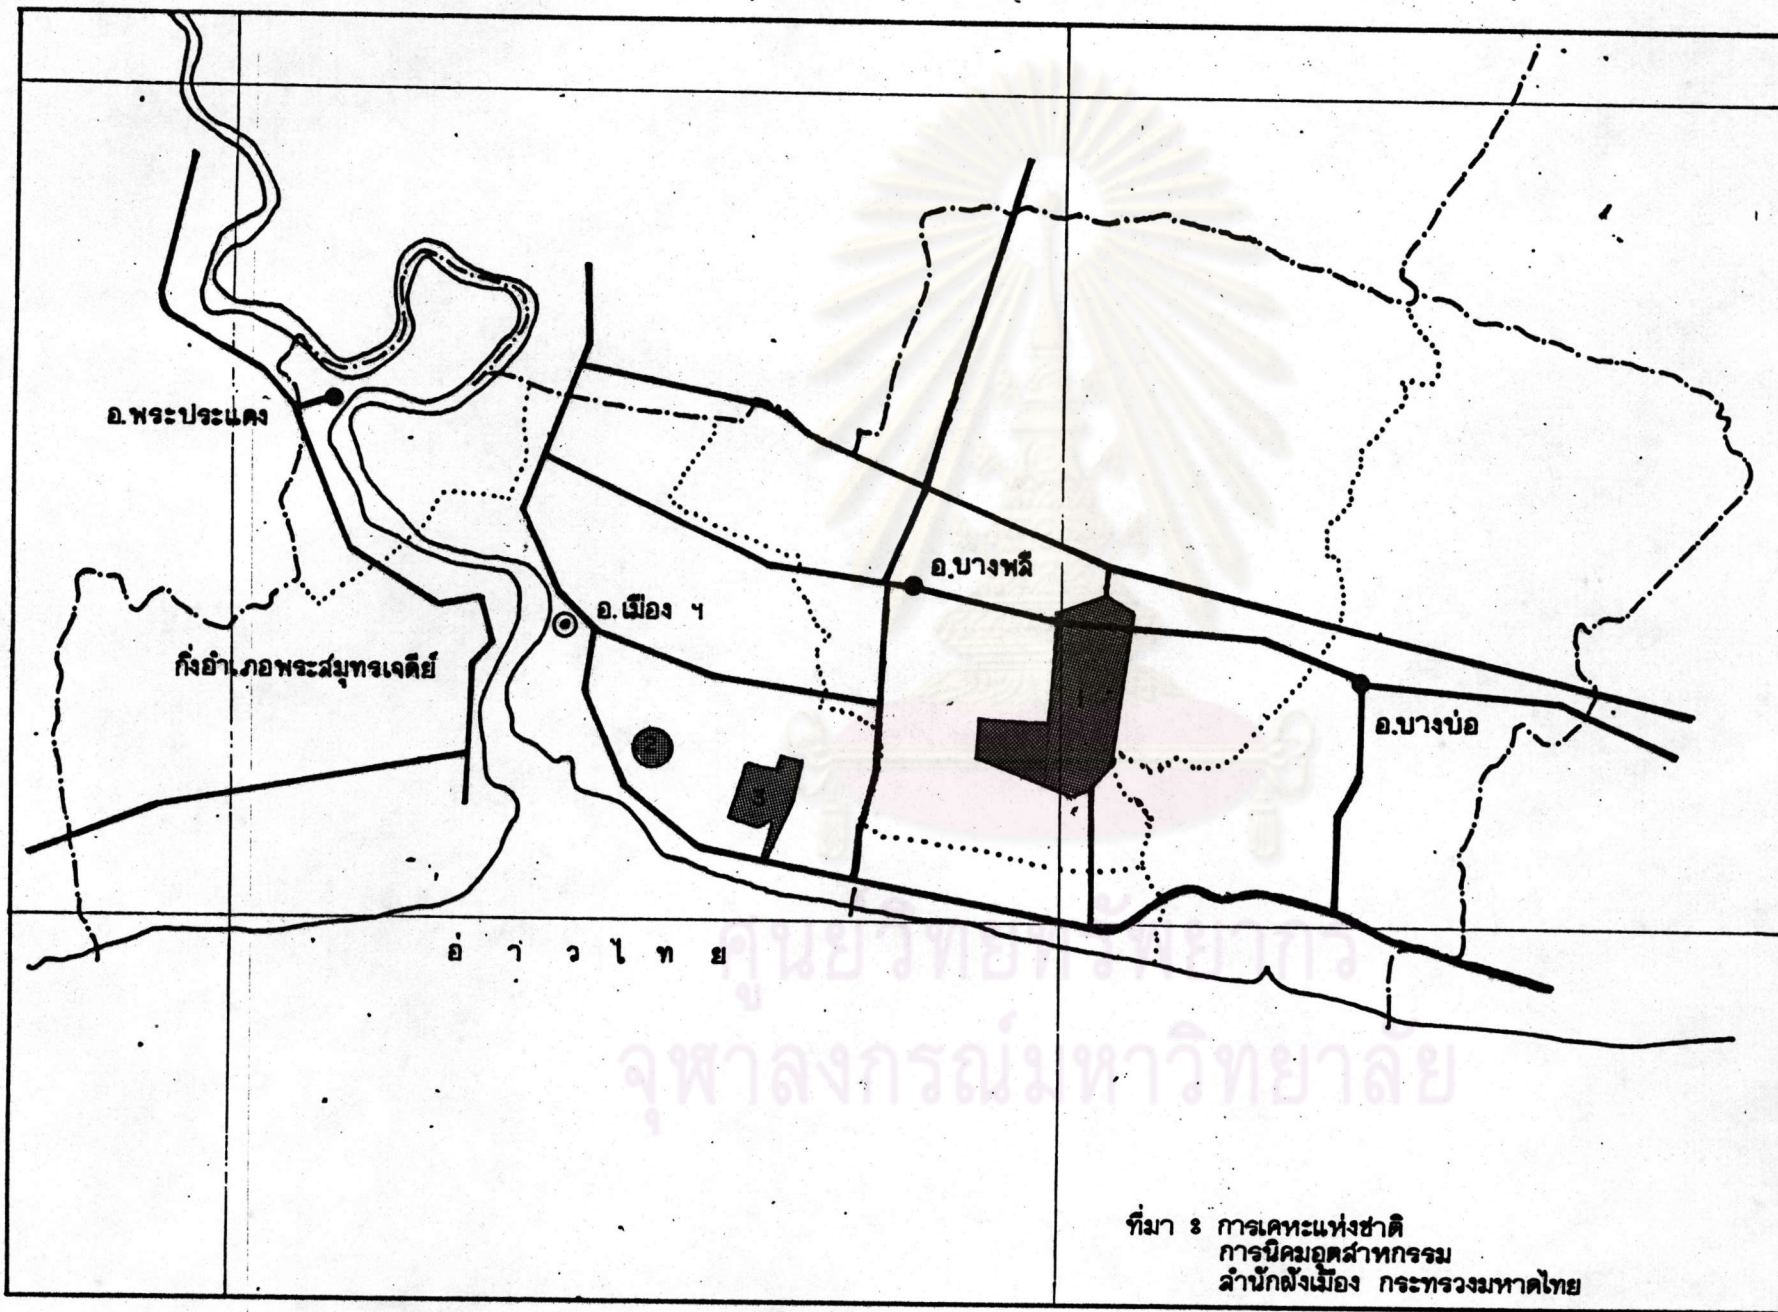 อ.พระประแดง
อ.บางพลี
อ.เมือง ฯ
กิ่งอำเภอพระสมุทรเจดีย์
1
อ.บางบ่อ
2
3
อ่าวไทย
ศูนย์วิทยทรัพยากร
จุฬาลงกรณ์มหาวิทยาลัย
ที่มา : การเคหะแห่งชาติ
การนิคมอุตสาหกรรม
สำนักผังเมือง กระทรวงมหาดไทย